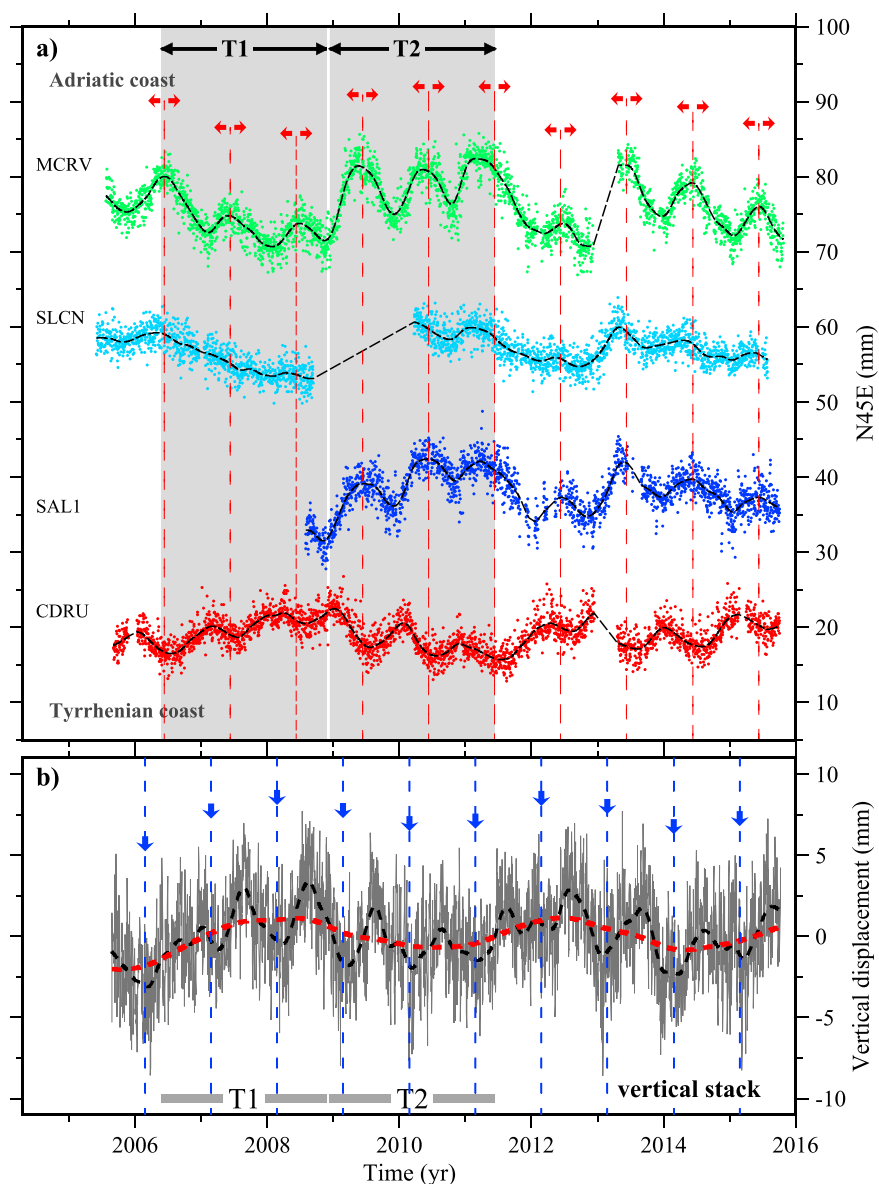 a)
T1
T2
100
Adriatic coast
90
MCRV
80
70
SLCN
60
50
N45E (mm)
SAL1
40
30
CDRU
20
Tyrrhenian coast
10
b)
10
5
0
-5
-10
Vertical displacement (mm)
vertical stack
T1
T2
2006 2008 2010 2012 2014 2016
Time (yr)